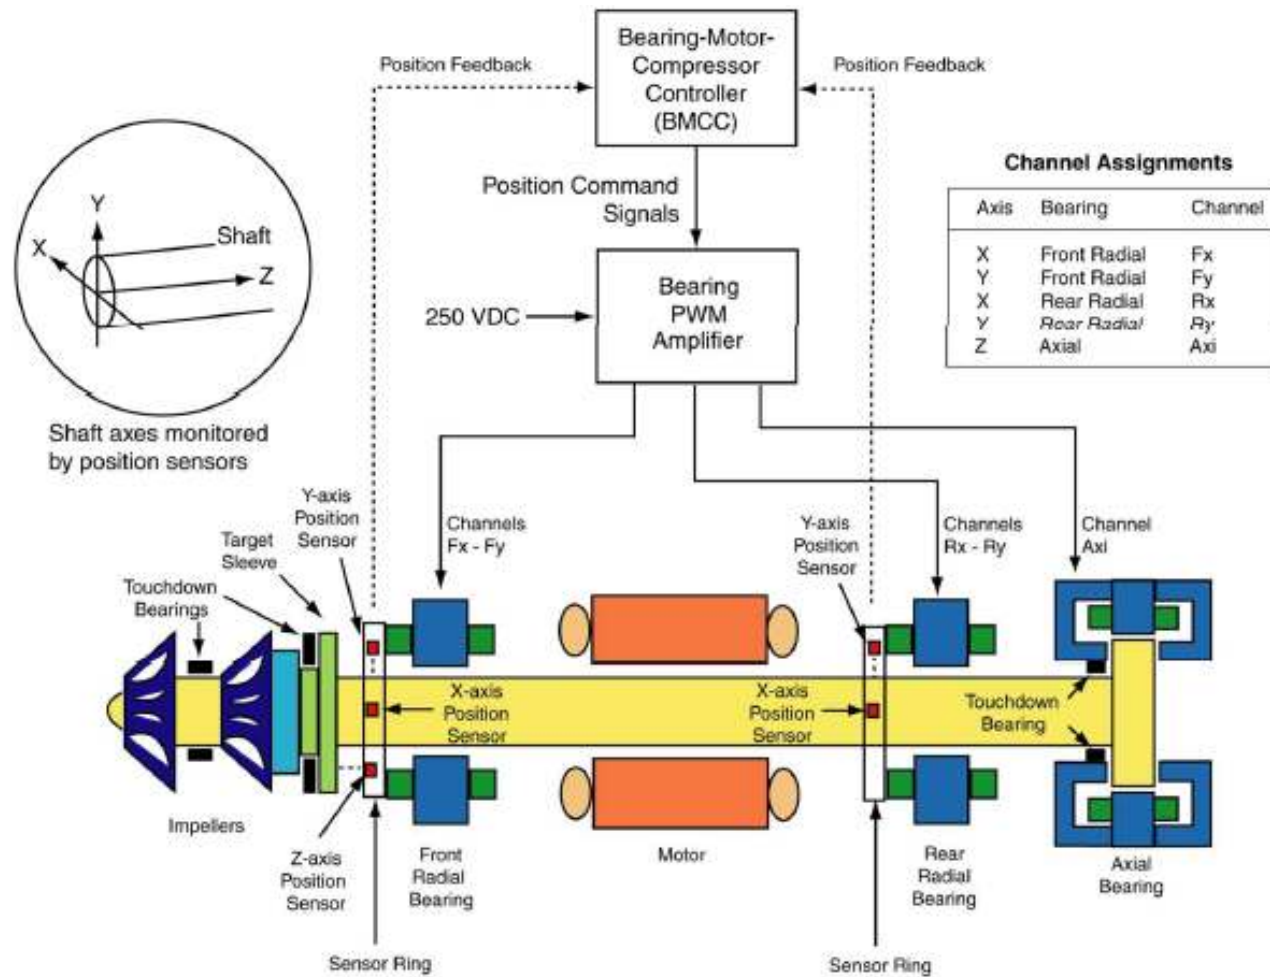 Bearing-Motor-
Compressor
Controller
(BMCC)
Position Feedback
Position Feedback
Position Command
Signals
Channel Assignments
Axis Bearing Channel
X Front Radial Fx
Y Front Radial Fy
X Rear Radial Rx
Y Rear Radial Ry
Z Axial Axi
Y
X
Shaft
Z
Shaft axes monitored
by position sensors
250 VDC
Bearing
PWM
Amplifier
Y-axis
Position
Sensor
Target
Sleeve
Touchdown
Bearings
Channels
Fx - Fy
Y-axis
Position
Sensor
Channels
Rx - Ry
Channel
Axi
X-axis
Position
Sensor
X-axis
Position
Sensor
Touchdown
Bearing
Impellers
Z-axis
Position
Sensor
Front
Radial
Bearing
Motor
Rear
Radial
Bearing
Axial
Bearing
Sensor Ring
Sensor Ring